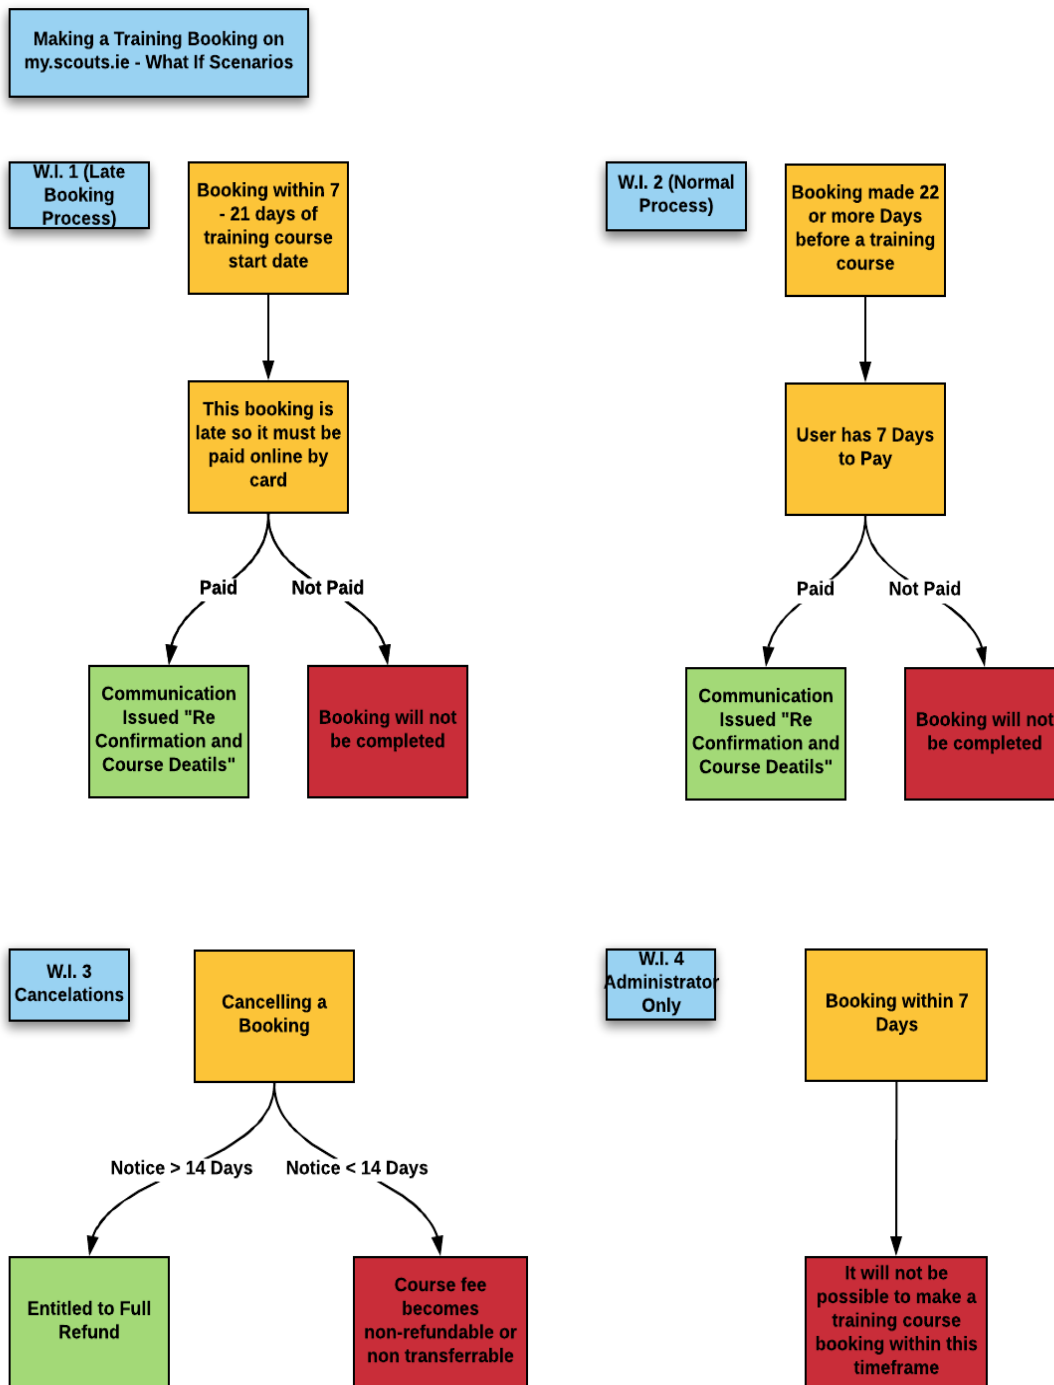 Making a Training Booking on
my.scouts.ie - What If Scenarios
W.I. 1 (Late
Booking
Process)
Booking within 7
- 21 days of
training course
start date
This booking is
late so it must be
paid online by
card
Paid
Not Paid
Communication
Issued "Re
Confirmation and
Course Deatils"
Booking will not
be completed
W.I. 2 (Normal
Process)
Booking made 22
or more Days
before a training
course
User has 7 Days
to Pay
Paid
Not Paid
Communication
Issued "Re
Confirmation and
Course Deatils"
Booking will not
be completed
W.I. 3
Cancelations
Cancelling a
Booking
Notice > 14 Days
Notice < 14 Days
Entitled to Full
Refund
Course fee
becomes
non-refundable or
non transferrable
W.I. 4
Administrator
Only
Booking within 7
Days
It will not be
possible to make a
training course
booking within this
timeframe